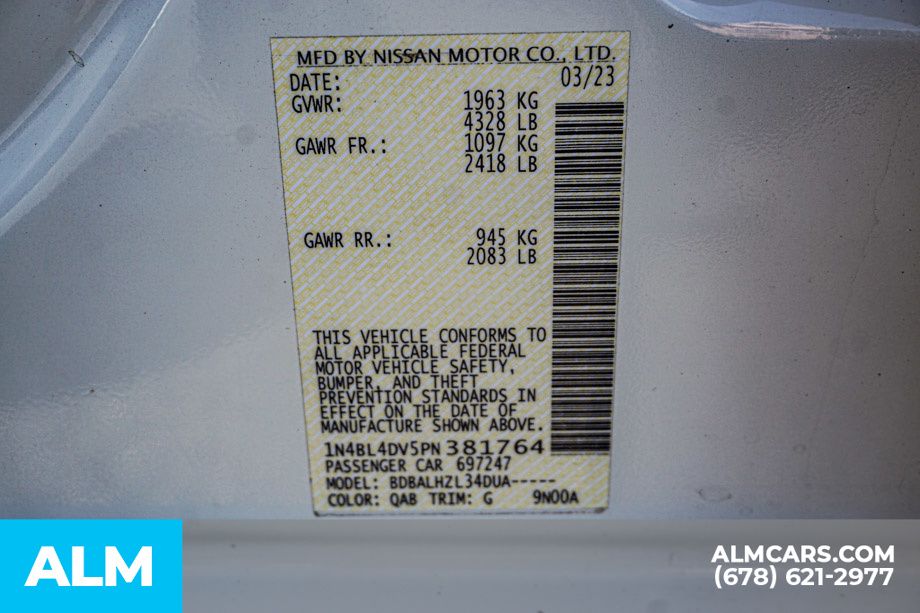 MFD BY NISSAN MOTOR CO., LTD.
DATE: 03/23
GVWR: 1963 KG
4328 LB
GAWR FR.: 1097 KG
2418 LB
GAWR RR.: 945 KG
2083 LB
THIS VEHICLE CONFORMS TO
ALL APPLICABLE FEDERAL
MOTOR VEHICLE SAFETY,
BUMPER, AND THEFT
PREVENTION STANDARDS IN
EFFECT ON THE DATE OF
MANUFACTURE SHOWN ABOVE.
1N4BL4DV5PN381764
PASSENGER CAR 697247
MODEL: BDBALHZL34DUA-----
COLOR: QAB TRIM: G 9N00A
ALM
ALMCARS.COM
(678) 621-2977